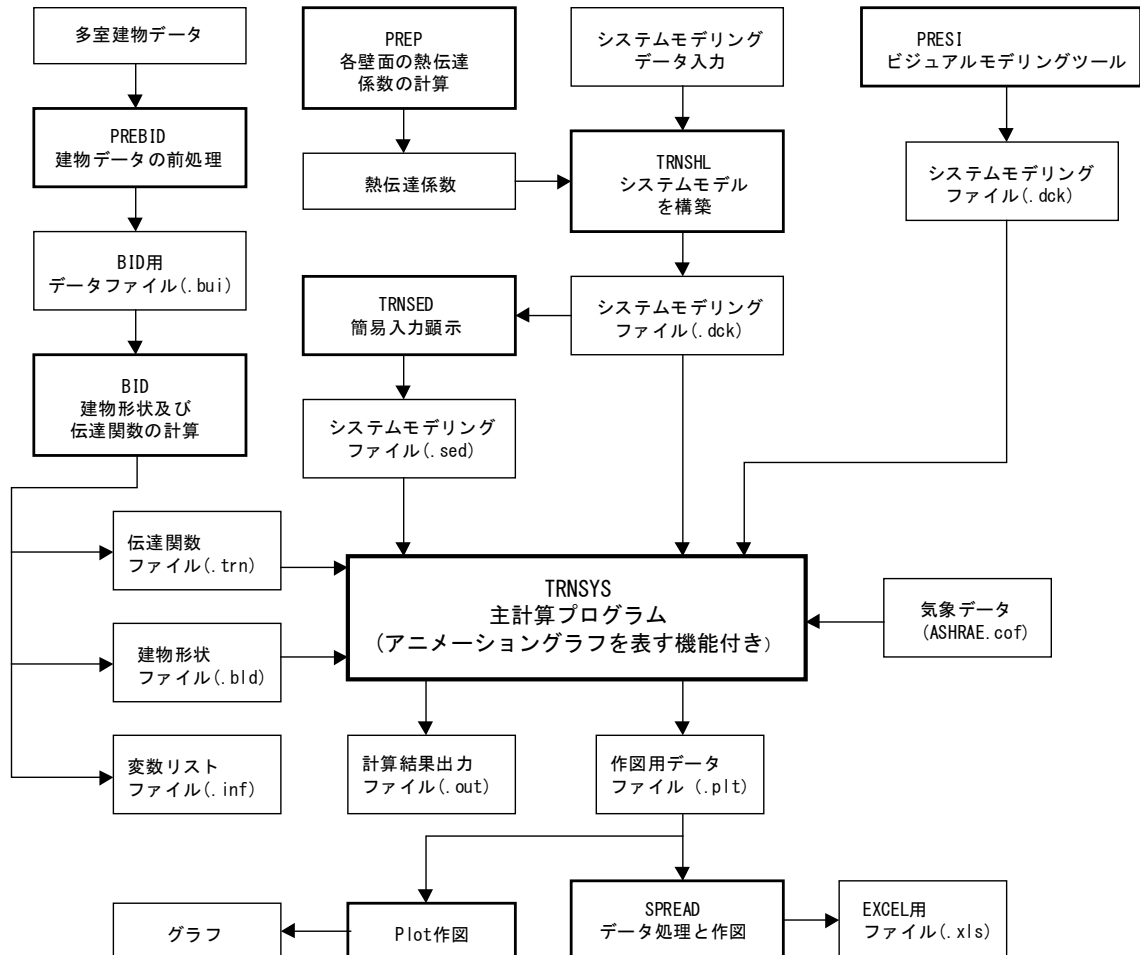 多室建物データ
PREP
各壁面の熱伝達
係数の計算
システムモデリング
データ入力
PRESI
ビジュアルモデリングツール
PREBID
建物データの前処理
熱伝達係数
TRNSHL
システムモデル
を構築
システムモデリング
ファイル(.dck)
BID用
データファイル(.bui)
TRNSED
簡易入力顕示
システムモデリング
ファイル(.dck)
BID
建物形状及び
伝達関数の計算
システムモデリング
ファイル(.sed)
伝達関数
ファイル(.trn)
TRNSYS
主計算プログラム
(アニメーショングラフを表す機能付き)
気象データ
(ASHRAE.cof)
建物形状
ファイル(.bld)
変数リスト
ファイル(.inf)
計算結果出力
ファイル(.out)
作図用データ
ファイル (.plt)
グラフ
Plot作図
SPREAD
データ処理と作図
EXCEL用
ファイル(.xls)